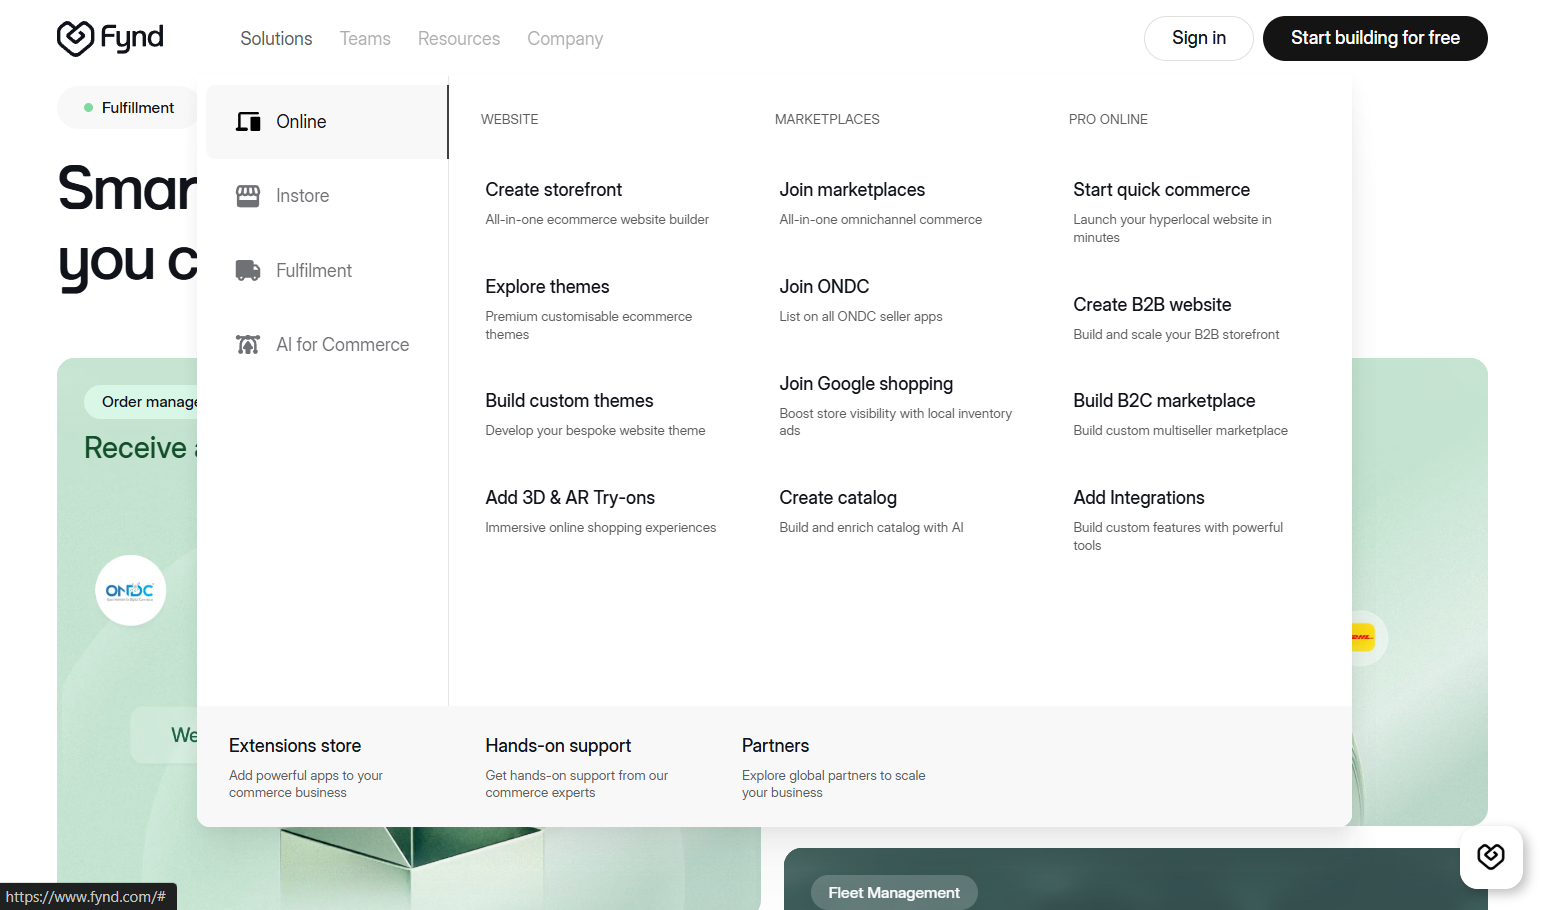 Fynd
Solutions
Teams
Resources
Company
Sign in
Start building for free
Fulfillment
Smar
you c
Online
Instore
Fulfilment
AI for Commerce
WEBSITE
Create storefront
All-in-one ecommerce website builder
Explore themes
Premium customisable ecommerce
themes
Build custom themes
Develop your bespoke website theme
Add 3D & AR Try-ons
Immersive online shopping experiences
MARKETPLACES
Join marketplaces
All-in-one omnichannel commerce
Join ONDC
List on all ONDC seller apps
Join Google shopping
Boost store visibility with local inventory
ads
Create catalog
Build and enrich catalog with AI
PRO ONLINE
Start quick commerce
Launch your hyperlocal website in
minutes
Create B2B website
Build and scale your B2B storefront
Build B2C marketplace
Build custom multiseller marketplace
Add Integrations
Build custom features with powerful
tools
Order manage
Receive a
ONDC
DHL
We
Extensions store
Add powerful apps to your
commerce business
Hands-on support
Get hands-on support from our
commerce experts
Partners
Explore global partners to scale
your business
Fleet Management
https://www.fynd.com/#